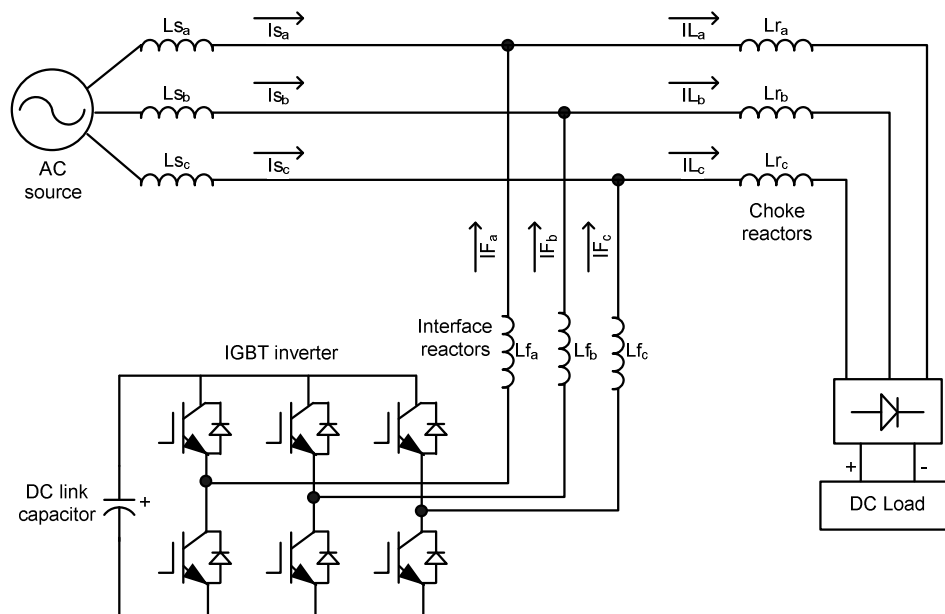 Ls_a
Is_a
IL_a
Lr_a
Ls_b
Is_b
IL_b
Lr_b
AC
source
Ls_c
Is_c
IL_c
Lr_c
Choke
reactors
IF_a
IF_b
IF_c
Interface
reactors
Lf_a
Lf_b
Lf_c
IGBT inverter
DC link
capacitor
+
+
-
DC Load